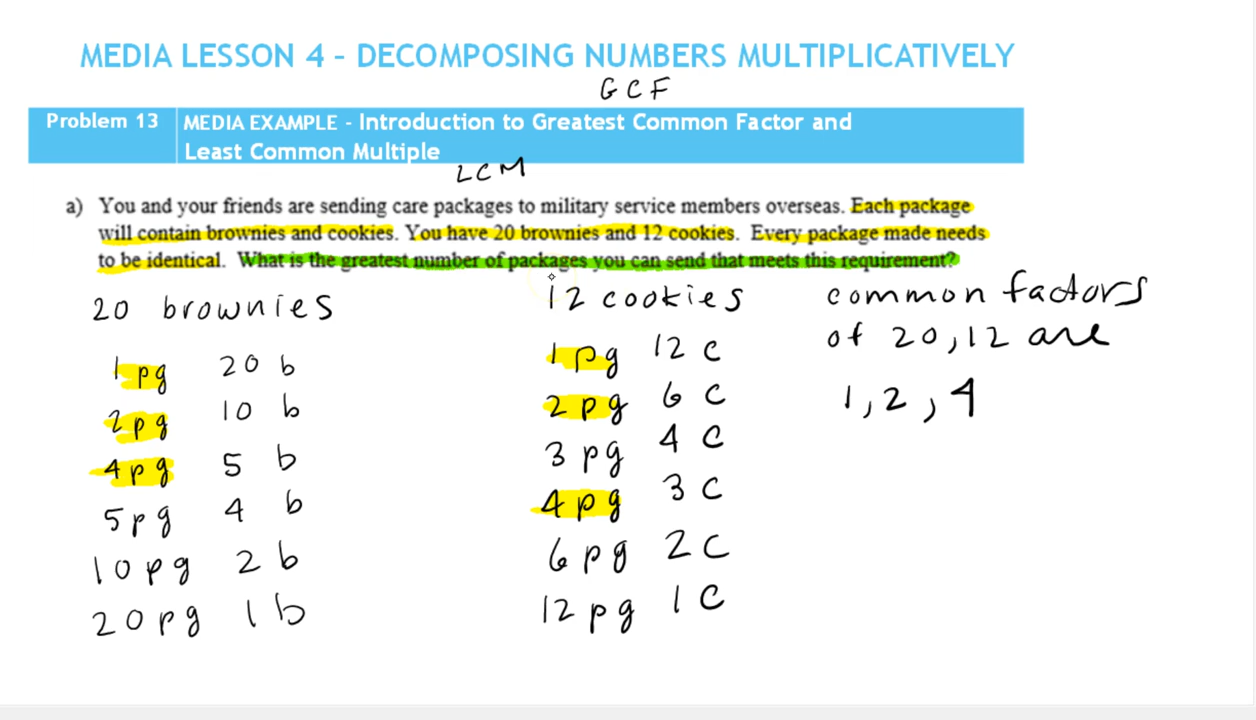 MEDIA LESSON 4 - DECOMPOSING NUMBERS MULTIPLICATIVELY
GCF
Problem 13 MEDIA EXAMPLE - Introduction to Greatest Common Factor and
Least Common Multiple
LCM
a) You and your friends are sending care packages to military service members overseas. Each package
will contain brownies and cookies. You have 20 brownies and 12 cookies. Every package made needs
to be identical. What is the greatest number of packages you can send that meets this requirement?
20 brownies
1 pg 20 b
2 pg 10 b
4 pg 5 b
5 pg 4 b
10 pg 2 b
20 pg 1 b
12 cookies
1 pg 12 c
2 pg 6 c
3 pg 4 c
4 pg 3 c
6 pg 2 c
12 pg 1 c
common factors
of 20, 12 are
1, 2, 4